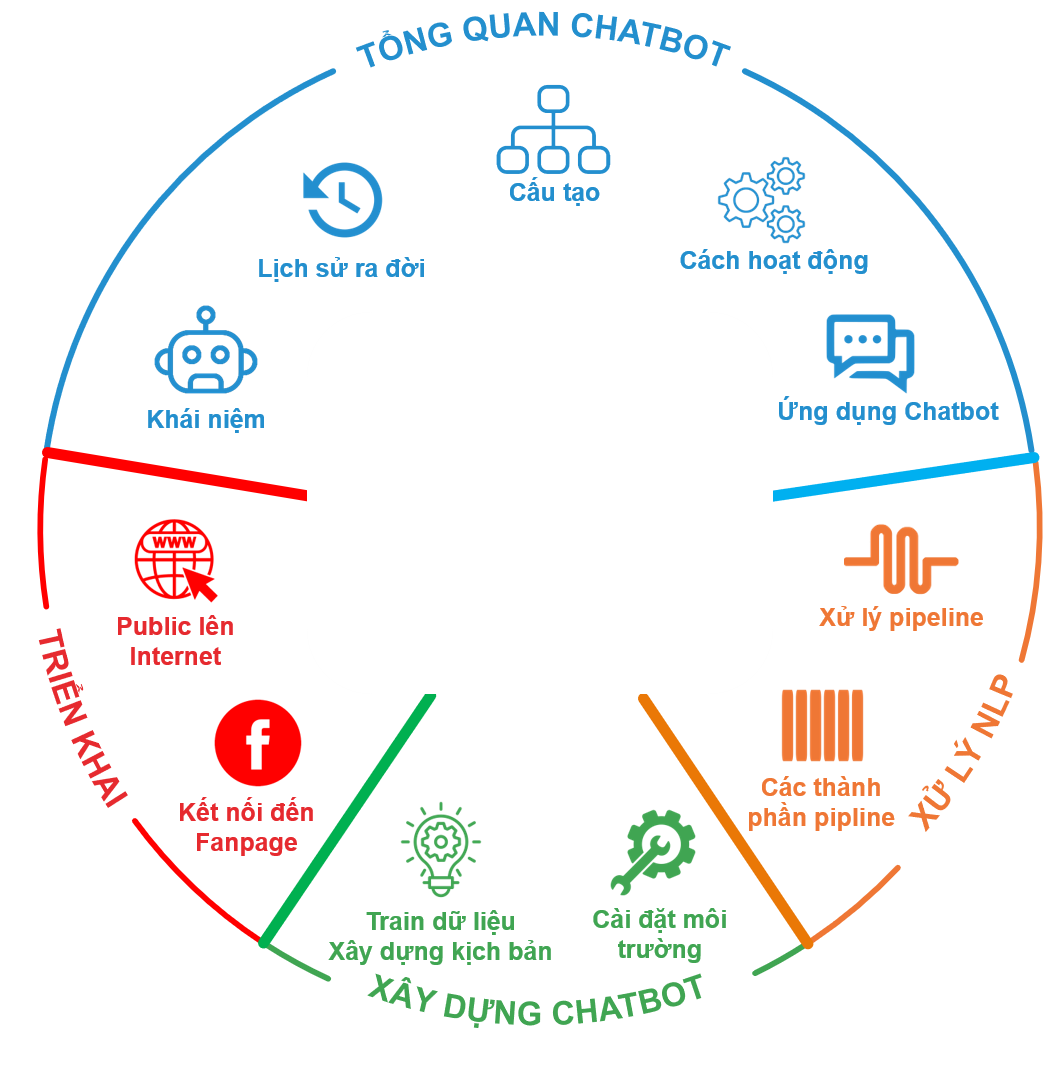 TỔNG QUAN CHATBOT
Cấu tạo
Lịch sử ra đời
Cách hoạt động
Khái niệm
Ứng dụng Chatbot
WWW
Public lên
Internet
Xử lý pipeline
TRIỂN KHAI
XỬ LÝ NLP
f
Kết nối đến
Fanpage
Các thành
phần pipline
Train dữ liệu
Xây dựng kịch bản
Cài đặt môi
trường
XÂY DỰNG CHATBOT